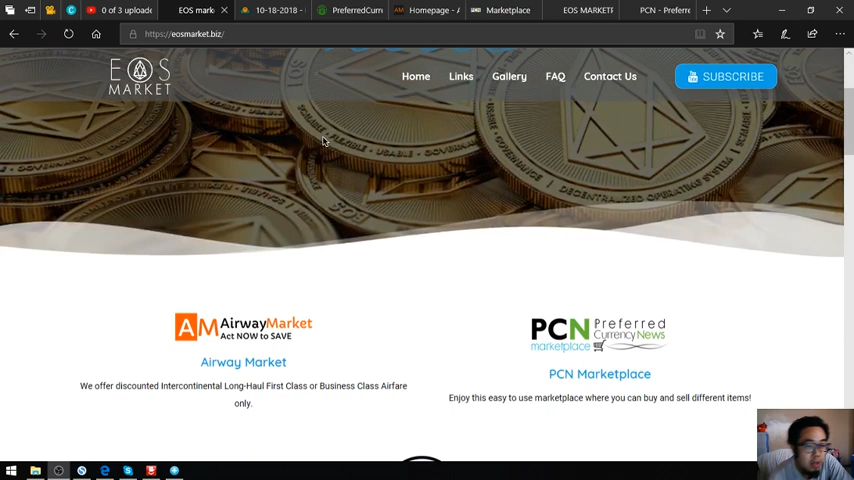 0 of 3 uploade
EOS mark
10-18-2018 -
PreferredCurr
Homepage - A
Marketplace
EOS MARKETP
PCN - Preferre
https://eosmarket.biz/
EOS
MARKET
Home
Links
Gallery
FAQ
Contact Us
SUBSCRIBE
AM AirwayMarket
Act NOW to SAVE
PCN Preferred
marketplace Currency News
Airway Market
PCN Marketplace
We offer discounted Intercontinental Long-Haul First Class or Business Class Airfare
only.
Enjoy this easy to use marketplace where you can buy and sell different items!